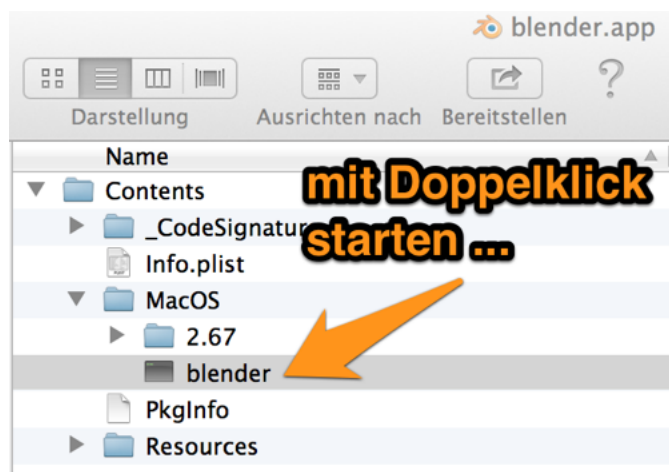 blender.app
Darstellung
Ausrichten nach
Bereitstellen
Name
mit Doppelklick
starten ...
Contents
_CodeSignatur
Info.plist
MacOS
2.67
blender
PkgInfo
Resources